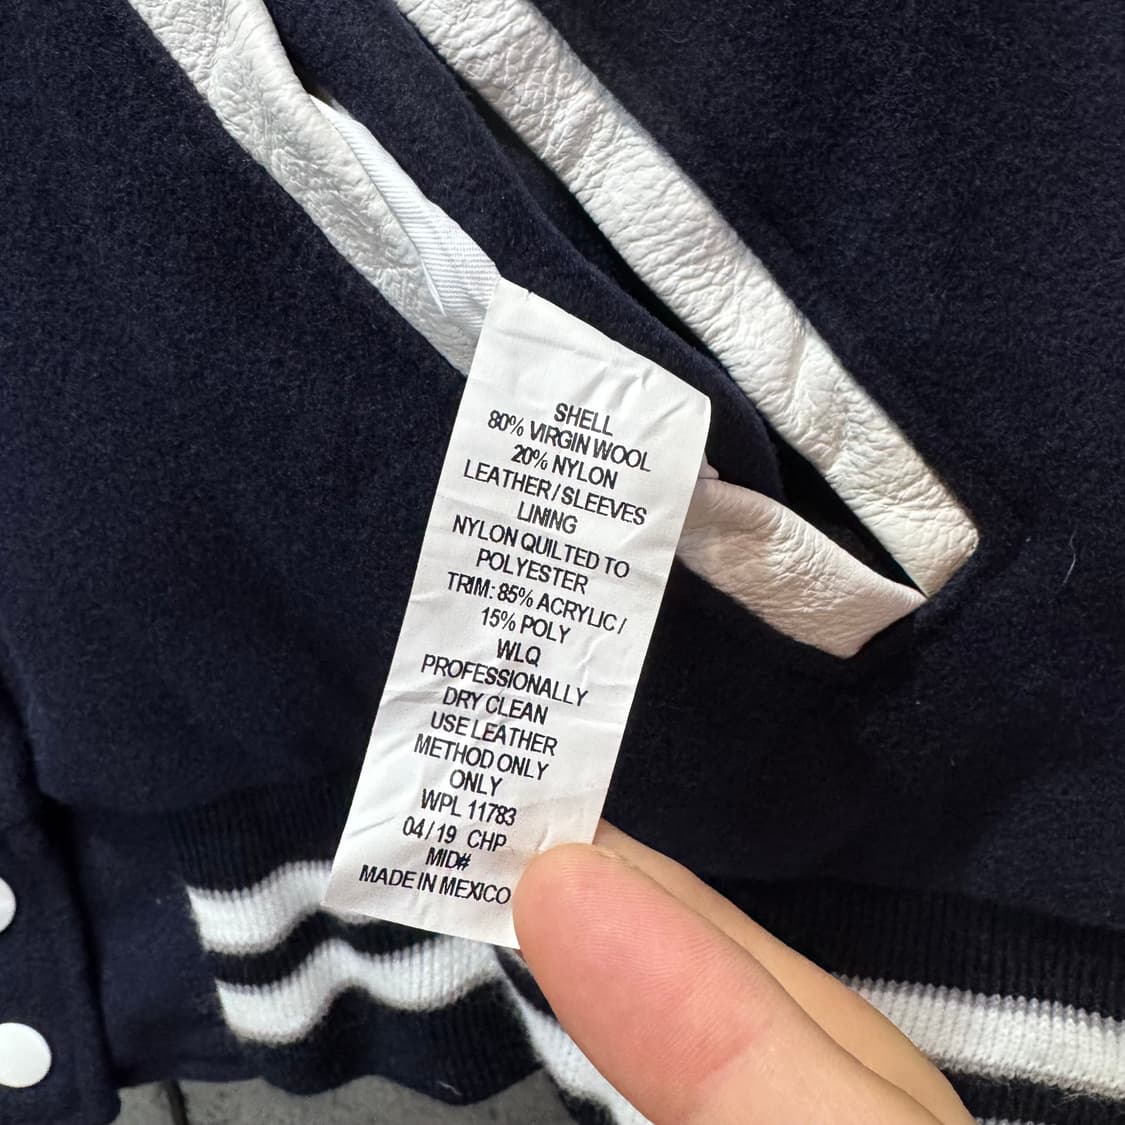 SHELL
80% VIRGIN WOOL
20% NYLON
LEATHER/SLEEVES
LINING
NYLON QUILTED TO
POLYESTER
TRIM: 85% ACRYLIC /
15% POLY
WLQ
PROFESSIONALLY
DRY CLEAN
USE LEATHER
METHOD ONLY
ONLY
WPL 11783
04/19 CHP
MID#
MADE IN MEXICO